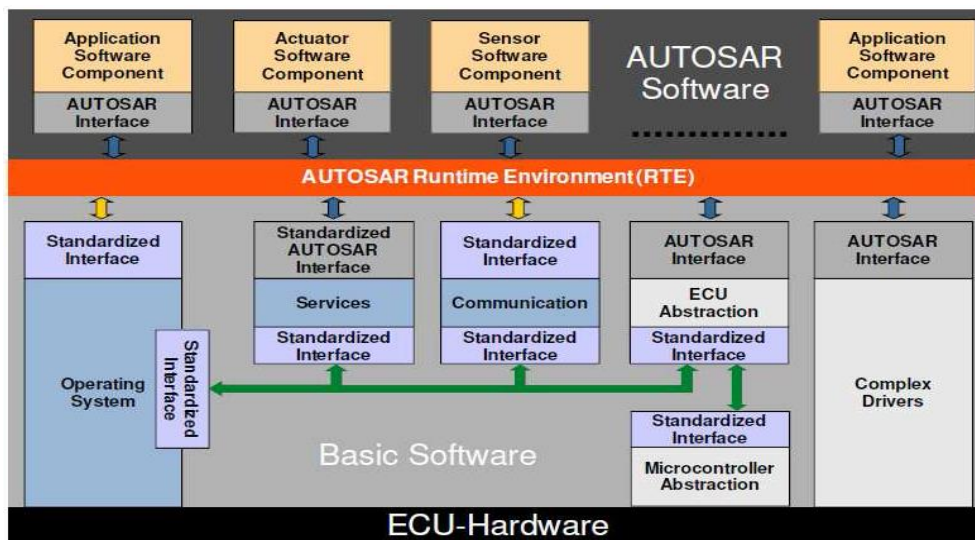 Application
Software
Component
AUTOSAR
Interface
Actuator
Software
Component
AUTOSAR
Interface
Sensor
Software
Component
AUTOSAR
Interface
AUTOSAR
Software
Application
Software
Component
AUTOSAR
Interface
AUTOSAR Runtime Environment (RTE)
Standardized
Interface
Operating
System
Standardized
Interface
Standardized
AUTOSAR
Interface
Services
Standardized
Interface
Standardized
Interface
Communication
Standardized
Interface
AUTOSAR
Interface
ECU
Abstraction
Standardized
Interface
Standardized
Interface
Microcontroller
Abstraction
AUTOSAR
Interface
Complex
Drivers
Basic Software
ECU-Hardware